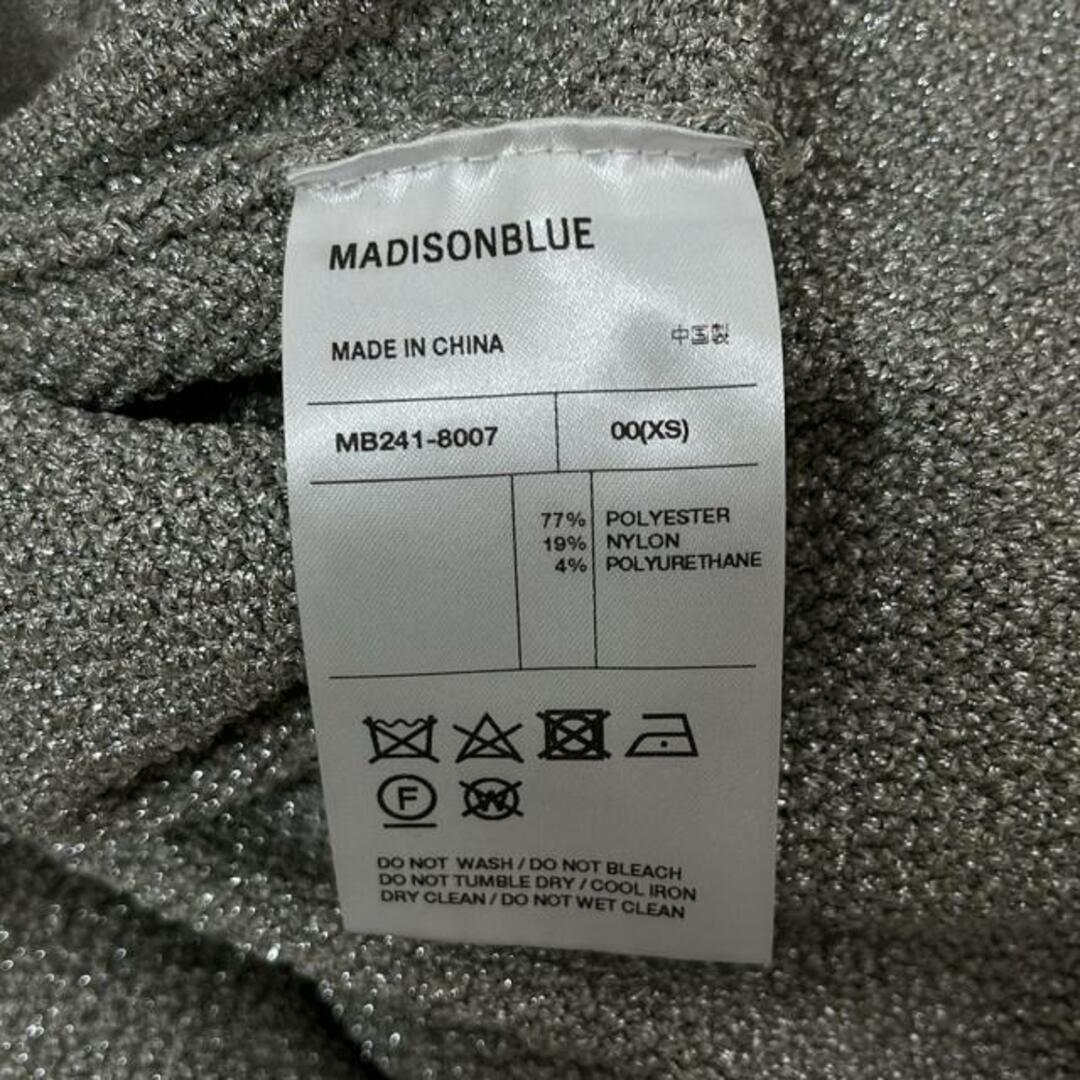 MADISONBLUE
MADE IN CHINA 中国製
MB241-8007 00(XS)
77% POLYESTER
19% NYLON
4% POLYURETHANE
F W
DO NOT WASH / DO NOT BLEACH
DO NOT TUMBLE DRY / COOL IRON
DRY CLEAN / DO NOT WET CLEAN